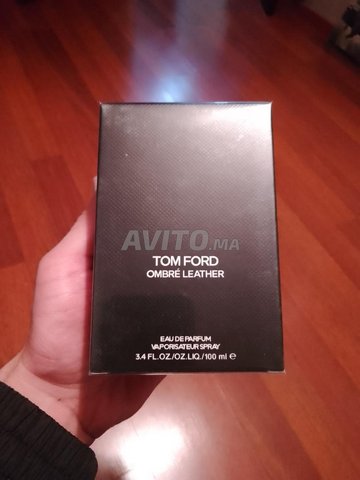 AVITO.MA
TOM FORD
OMBRÉ LEATHER
EAU DE PARFUM
VAPORISATEUR SPRAY
3.4 FL.OZ./OZ.LIQ./100 ml ℮